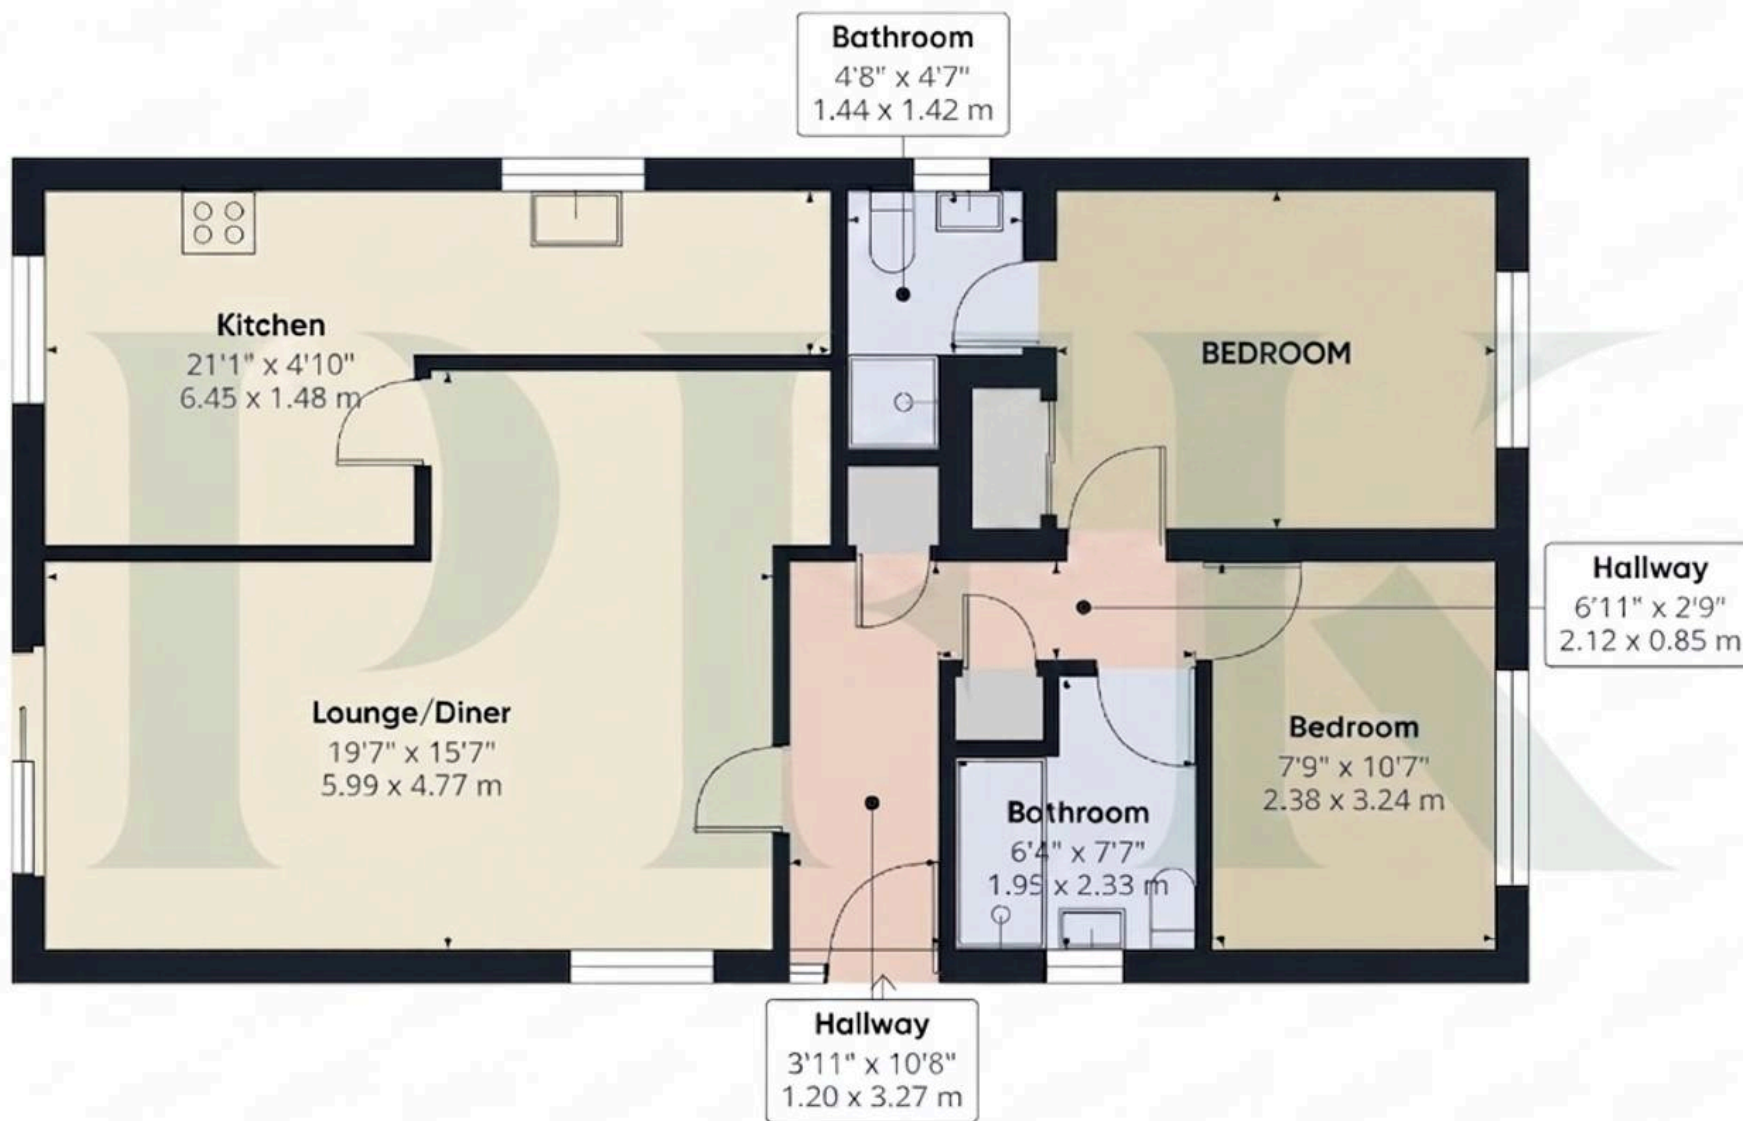 Bathroom
4'8" x 4'7"
1.44 x 1.42 m
Kitchen
21'1" x 4'10"
6.45 x 1.48 m
BEDROOM
Hallway
6'11" x 2'9"
2.12 x 0.85 m
Lounge/Diner
19'7" x 15'7"
5.99 x 4.77 m
Bedroom
7'9" x 10'7"
2.38 x 3.24 m
Bothroom
6'4" x 7'7"
1.95 x 2.33 m
Hallway
3'11" x 10'8"
1.20 x 3.27 m